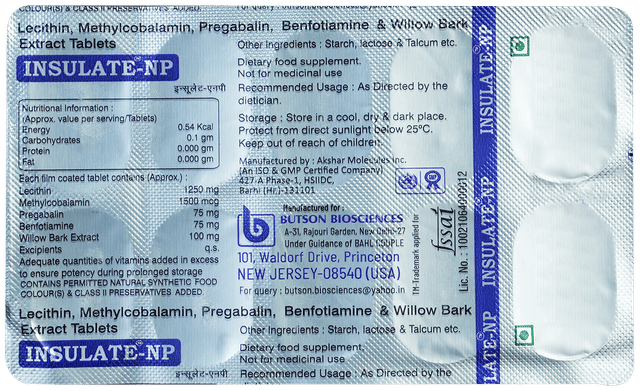 COLOUR(S) & CLASS II PRESERVATIVES ADDED.
Lecithin, Methylcobalamin, Pregabalin, Benfotiamine & Willow Bark
Extract Tablets
INSULATE™-NP
इन्सूलेट-एनपी
Nutritional Information :
(Approx. value per serving/Tablets)
Energy 0.54 Kcal
Carbohydrates 0.1 gm
Protein 0.000 gm
Fat 0.000 gm
Each film coated tablet contains (Approx.) :
Lecithin 1250 mg
Methylcobalamin 1500 mcg
Pregabalin 75 mg
Benfotiamine 75 mg
Willow Bark Extract 100 mg
Excipients q.s.
Adequate quantities of vitamins added in excess
to ensure potency during prolonged storage
CONTAINS PERMITTED NATURAL SYNTHETIC FOOD
COLOUR(S) & CLASS II PRESERVATIVES ADDED.
Other Ingredients : Starch, lactose & Talcum etc.
Dietary food supplement.
Not for medicinal use
Recommended Usage : As Directed by the
dietician.
Storage : Store in a cool, dry & dark place.
Protect from direct sunlight below 25°C.
Keep out of reach of children.
Manufactured by : Akshar Molecules inc.
(An ISO & GMP Certified Company)
427-A Phase-1, HSIIDC,
Barhi (Hr.)-131101
GMP
Manufactured for :
b
BUTSON BIOSCIENCES
A-31, Rajouri Garden, New Delhi-27
Under Guidance of BAHL COUPLE
101, Waldorf Drive, Princeton
NEW JERSEY-08540 (USA)
For query : butson.biosciences@yahoo.in
TM-Trademark applied for
fssai
Lic. No. : 10021064000012
INSULATE™-NP
INSULATE™-NP
LATE™-NP
Lecithin, Methylcobalamin, Pregabalin, Benfotiamine & Willow Bark
Extract Tablets
INSULATE™-NP
इन्सूलेट-एनपी
Other Ingredients : Starch, lactose & Talcum etc.
Dietary food supplement.
Not for medicinal use
Recommended Usage : As Directed by the